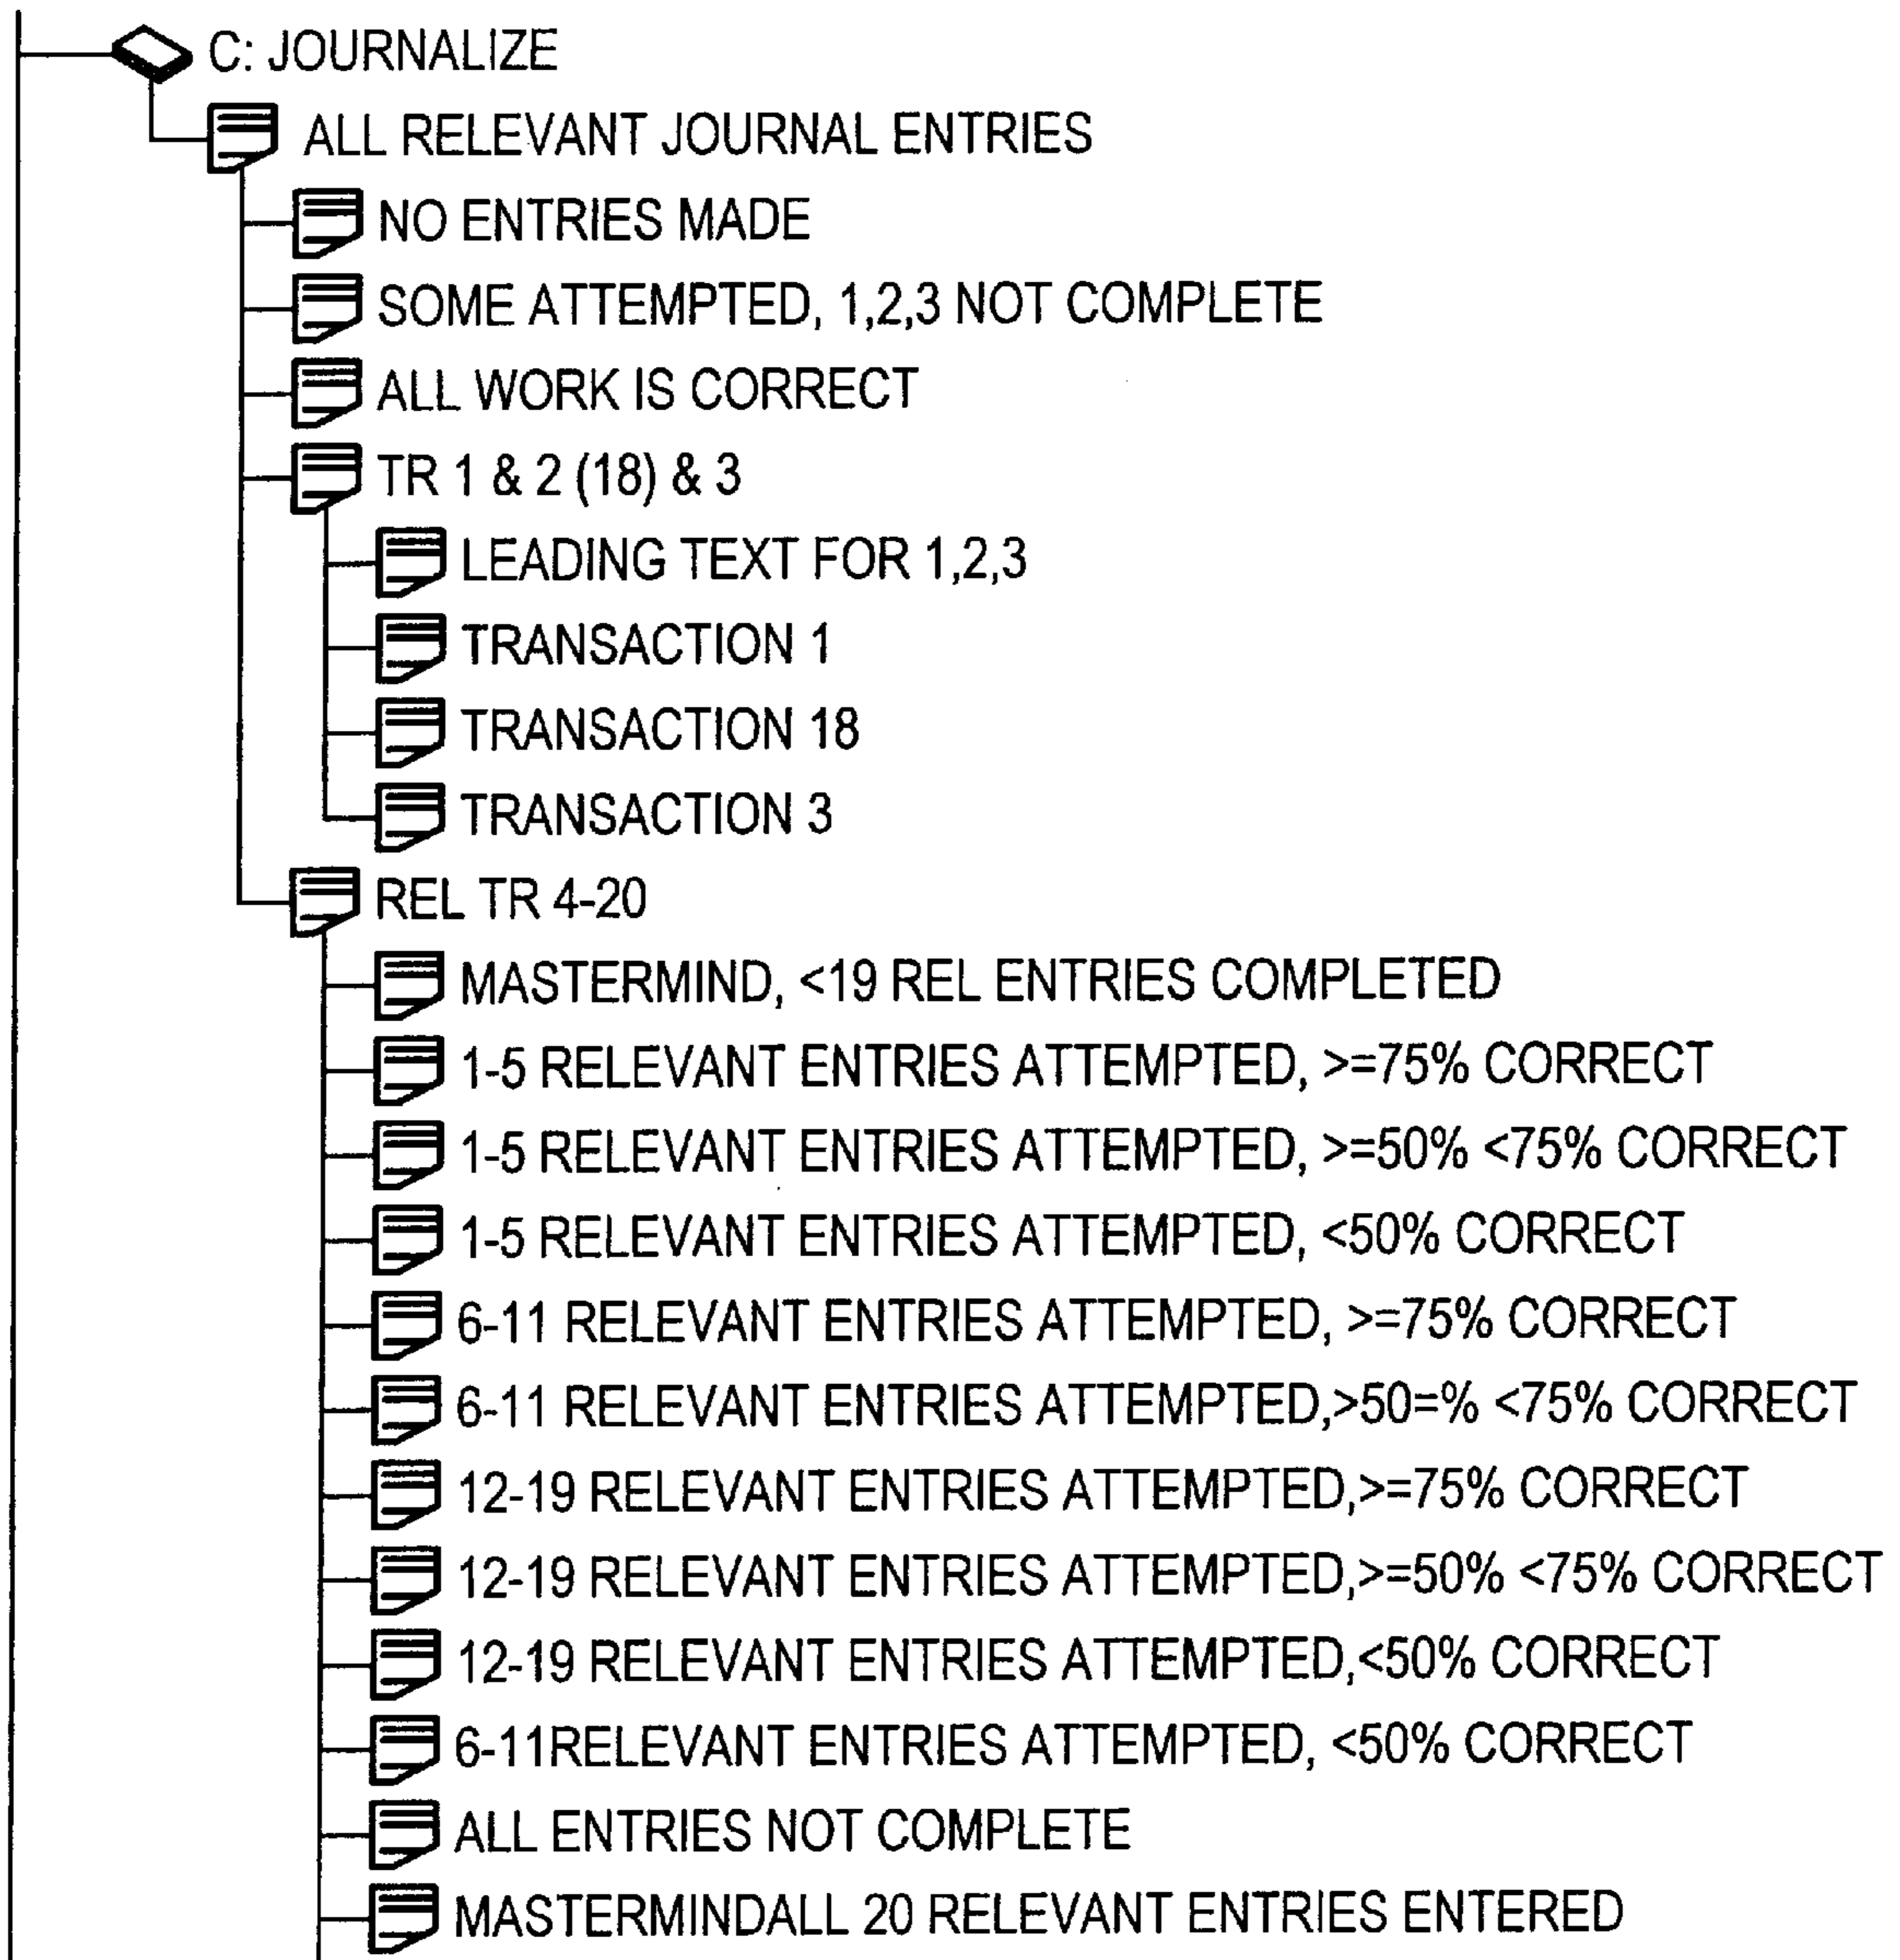 C: JOURNALIZE
ALL RELEVANT JOURNAL ENTRIES
NO ENTRIES MADE
SOME ATTEMPTED, 1,2,3 NOT COMPLETE
ALL WORK IS CORRECT
TR 1 & 2 (18) & 3
LEADING TEXT FOR 1,2,3
TRANSACTION 1
TRANSACTION 18
TRANSACTION 3
REL TR 4-20
MASTERMIND, <19 REL ENTRIES COMPLETED
1-5 RELEVANT ENTRIES ATTEMPTED, >=75% CORRECT
1-5 RELEVANT ENTRIES ATTEMPTED, >=50% <75% CORRECT
1-5 RELEVANT ENTRIES ATTEMPTED, <50% CORRECT
6-11 RELEVANT ENTRIES ATTEMPTED, >=75% CORRECT
6-11 RELEVANT ENTRIES ATTEMPTED,>50=% <75% CORRECT
12-19 RELEVANT ENTRIES ATTEMPTED,>=75% CORRECT
12-19 RELEVANT ENTRIES ATTEMPTED,>=50% <75% CORRECT
12-19 RELEVANT ENTRIES ATTEMPTED,<50% CORRECT
6-11RELEVANT ENTRIES ATTEMPTED, <50% CORRECT
ALL ENTRIES NOT COMPLETE
MASTERMINDALL 20 RELEVANT ENTRIES ENTERED